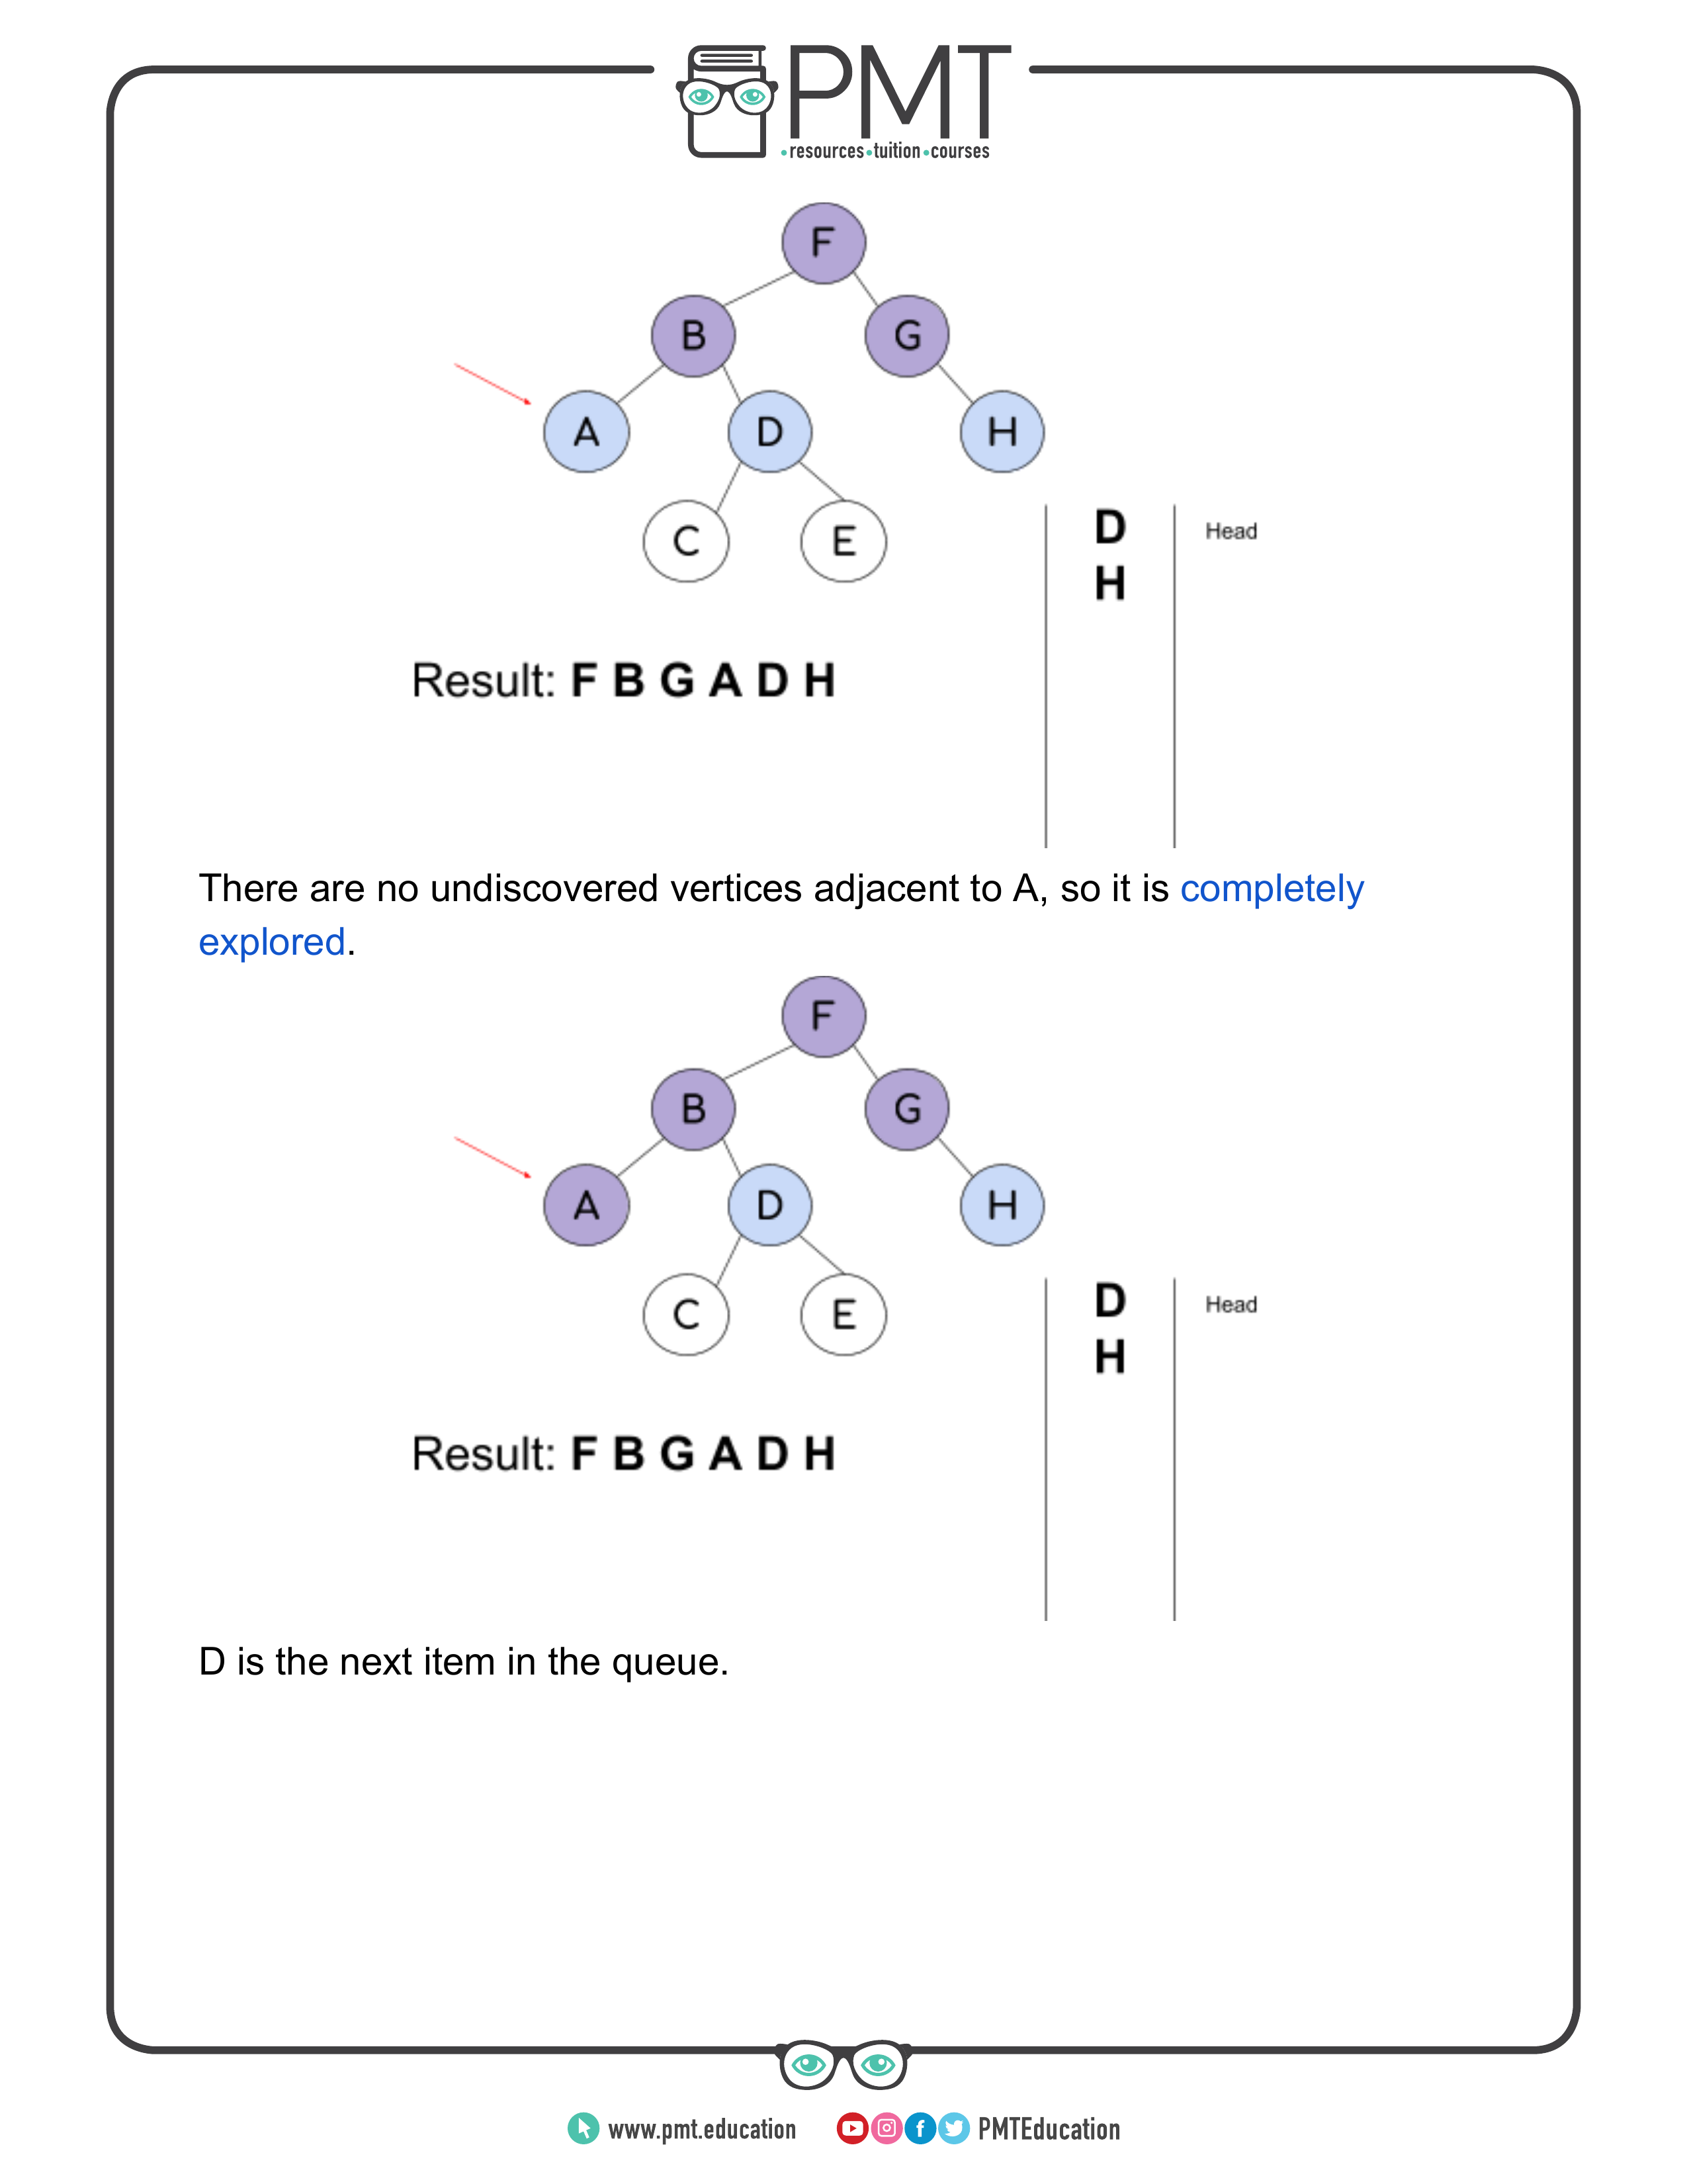 PMT
•resources•tuition•courses
F
B G
A D H
C E
D Head
H
Result: F B G A D H
There are no undiscovered vertices adjacent to A, so it is completely
explored.
F
B G
A D H
C E
D Head
H
Result: F B G A D H
D is the next item in the queue.
www.pmt.education PMTEducation